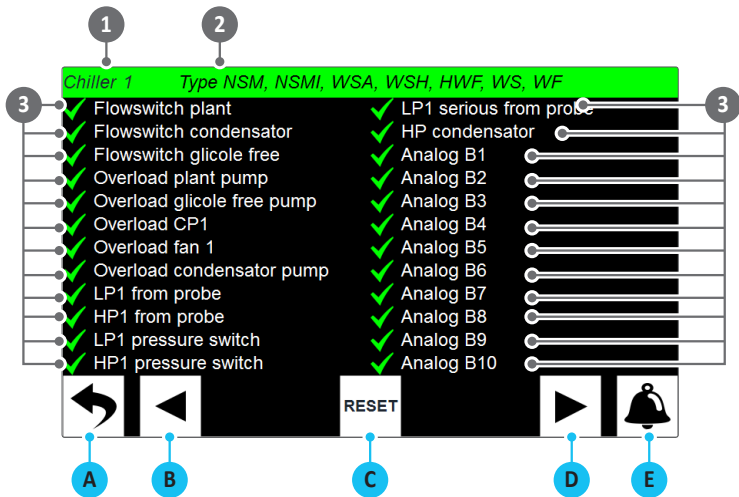 1
2
Chiller 1 Type NSM, NSMI, WSA, WSH, HWF, WS, WF
3
3
Flowswitch plant
Flowswitch condensator
Flowswitch glicole free
Overload plant pump
Overload glicole free pump
Overload CP1
Overload fan 1
Overload condensator pump
LP1 from probe
HP1 from probe
LP1 pressure switch
HP1 pressure switch
LP1 serious from probe
HP condensator
Analog B1
Analog B2
Analog B3
Analog B4
Analog B5
Analog B6
Analog B7
Analog B8
Analog B9
Analog B10
RESET
A
B
C
D
E